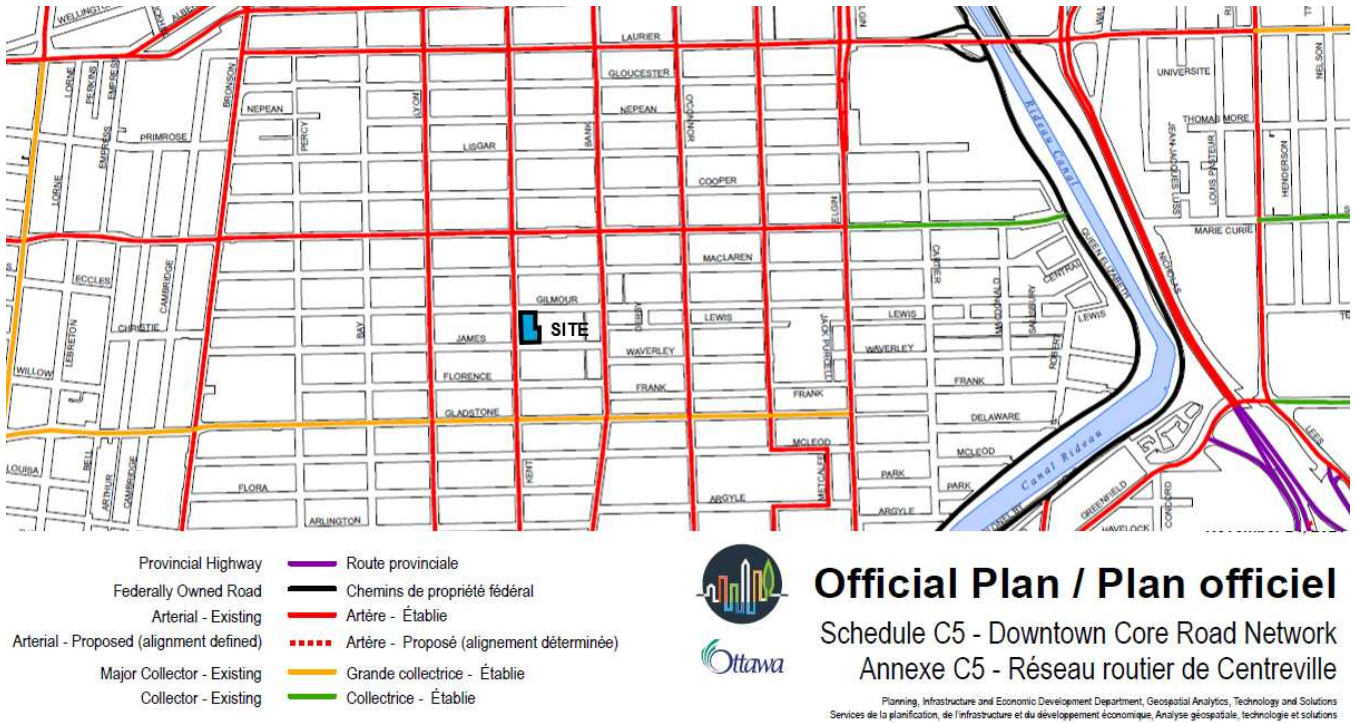 WELLINGTON
ALBERT
ELGIN
LAURIER
GLOUCESTER
NEPEAN
NEPEAN
LORNE
PERKINS
EMPRESS
BRONSON
LYON
O'CONNOR
BANK
PERCY
PRIMROSE
EMPRESS
LISGAR
COOPER
UNIVERSITE
THOMAS MORE
NELSON
JEAN-JACQUES LUSS
LOUIS PASTEUR
HENDERSON
Rideau Canal
LORNE
ELGIN
MARIE CURIE
MACLAREN
CARTIER
QUEEN ELIZABETH
NICHOLAS
CENTRAL
ECCLES
CAMBRIDGE
GILMOUR
MACDONALD
SALISBURY
LEBRETON
CHRISTIE
BAY
JAMES
SITE
DERBY
LEWIS
JACK PURCELL
LEWIS
LEWIS
WAVERLEY
WAVERLEY
ROBERT
WILLOW
FLORENCE
FRANK
FRANK
FRANK
GLADSTONE
DELAWARE
MCLEOD
MCLEOD
LEES
LOUISA
BELL
ARTHUR
CAMBRIDGE
FLORA
KENT
METCALFE
PARK
PARK
Canal Rideau
ARGYLE
ARGYLE
ARLINGTON
GREENFIELD
CONCORD
HAVELOCK
Provincial Highway Route provinciale
Federally Owned Road Chemins de propriété fédéral
Arterial - Existing Artère - Établie
Arterial - Proposed (alignment defined) Artère - Proposé (alignement déterminée)
Major Collector - Existing Grande collectrice - Établie
Collector - Existing Collectrice - Établie
Ottawa
Official Plan / Plan officiel
Schedule C5 - Downtown Core Road Network
Annexe C5 - Réseau routier de Centreville
Planning, Infrastructure and Economic Development Department, Geospatial Analytics, Technology and Solutions
Services de la planification, de l'infrastructure et du développement économique, Analyse géospatiale, technologie et solutions